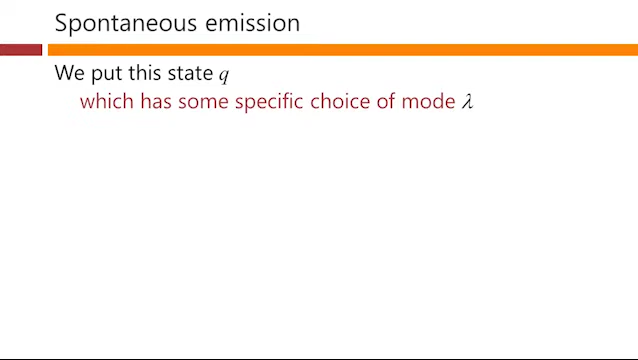 Spontaneous emission
We put this state q
which has some specific choice of mode λ